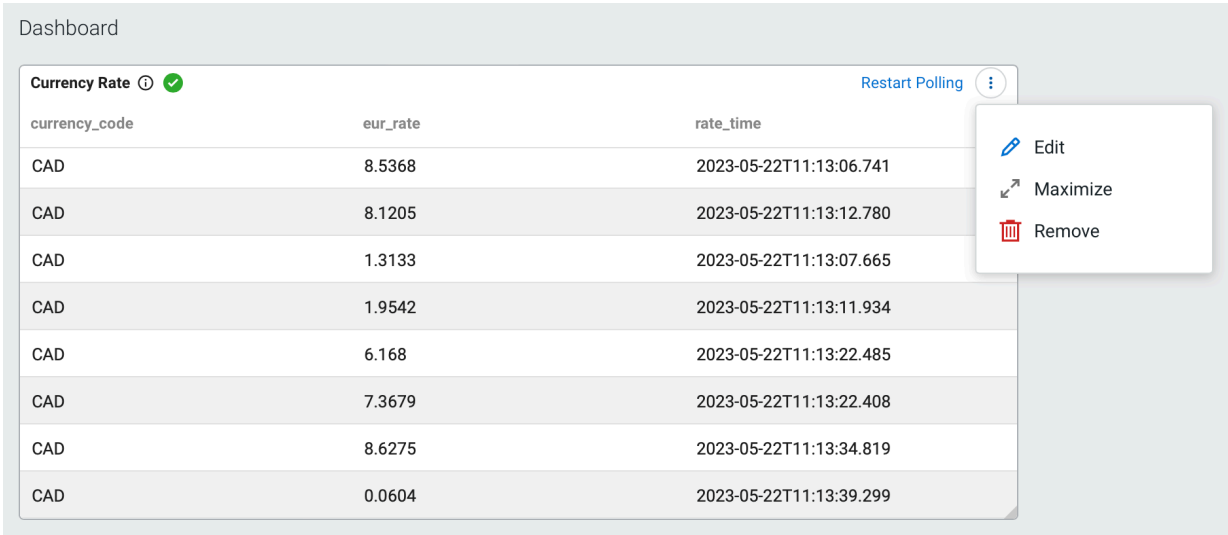 Dashboard
Currency Rate Restart Polling
currency_code eur_rate rate_time
CAD 8.5368 2023-05-22T11:13:06.741
CAD 8.1205 2023-05-22T11:13:12.780
CAD 1.3133 2023-05-22T11:13:07.665
CAD 1.9542 2023-05-22T11:13:11.934
CAD 6.168 2023-05-22T11:13:22.485
CAD 7.3679 2023-05-22T11:13:22.408
CAD 8.6275 2023-05-22T11:13:34.819
CAD 0.0604 2023-05-22T11:13:39.299
Edit
Maximize
Remove